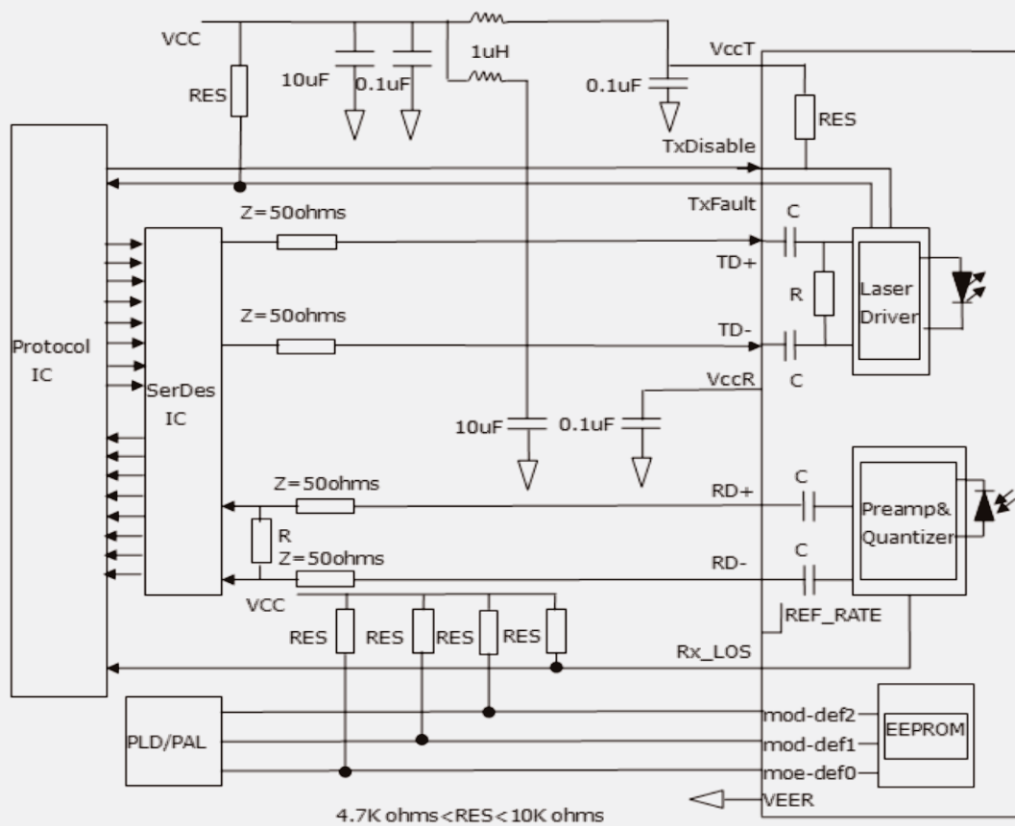 VCC
1uH
VccT
10uF
0.1uF
0.1uF
RES
RES
TxDisable
TxFault
Z=50ohms
C
TD+
Laser
Driver
R
Z=50ohms
TD-
Protocol
IC
C
VccR
SerDes
IC
10uF
0.1uF
Z=50ohms
RD+
C
Preamp&
Quantizer
R
Z=50ohms
RD-
C
VCC
REF_RATE
RES
RES
RES
RES
Rx_LOS
PLD/PAL
mod-def2
EEPROM
mod-def1
moe-def0
VEER
4.7K ohms<RES<10K ohms